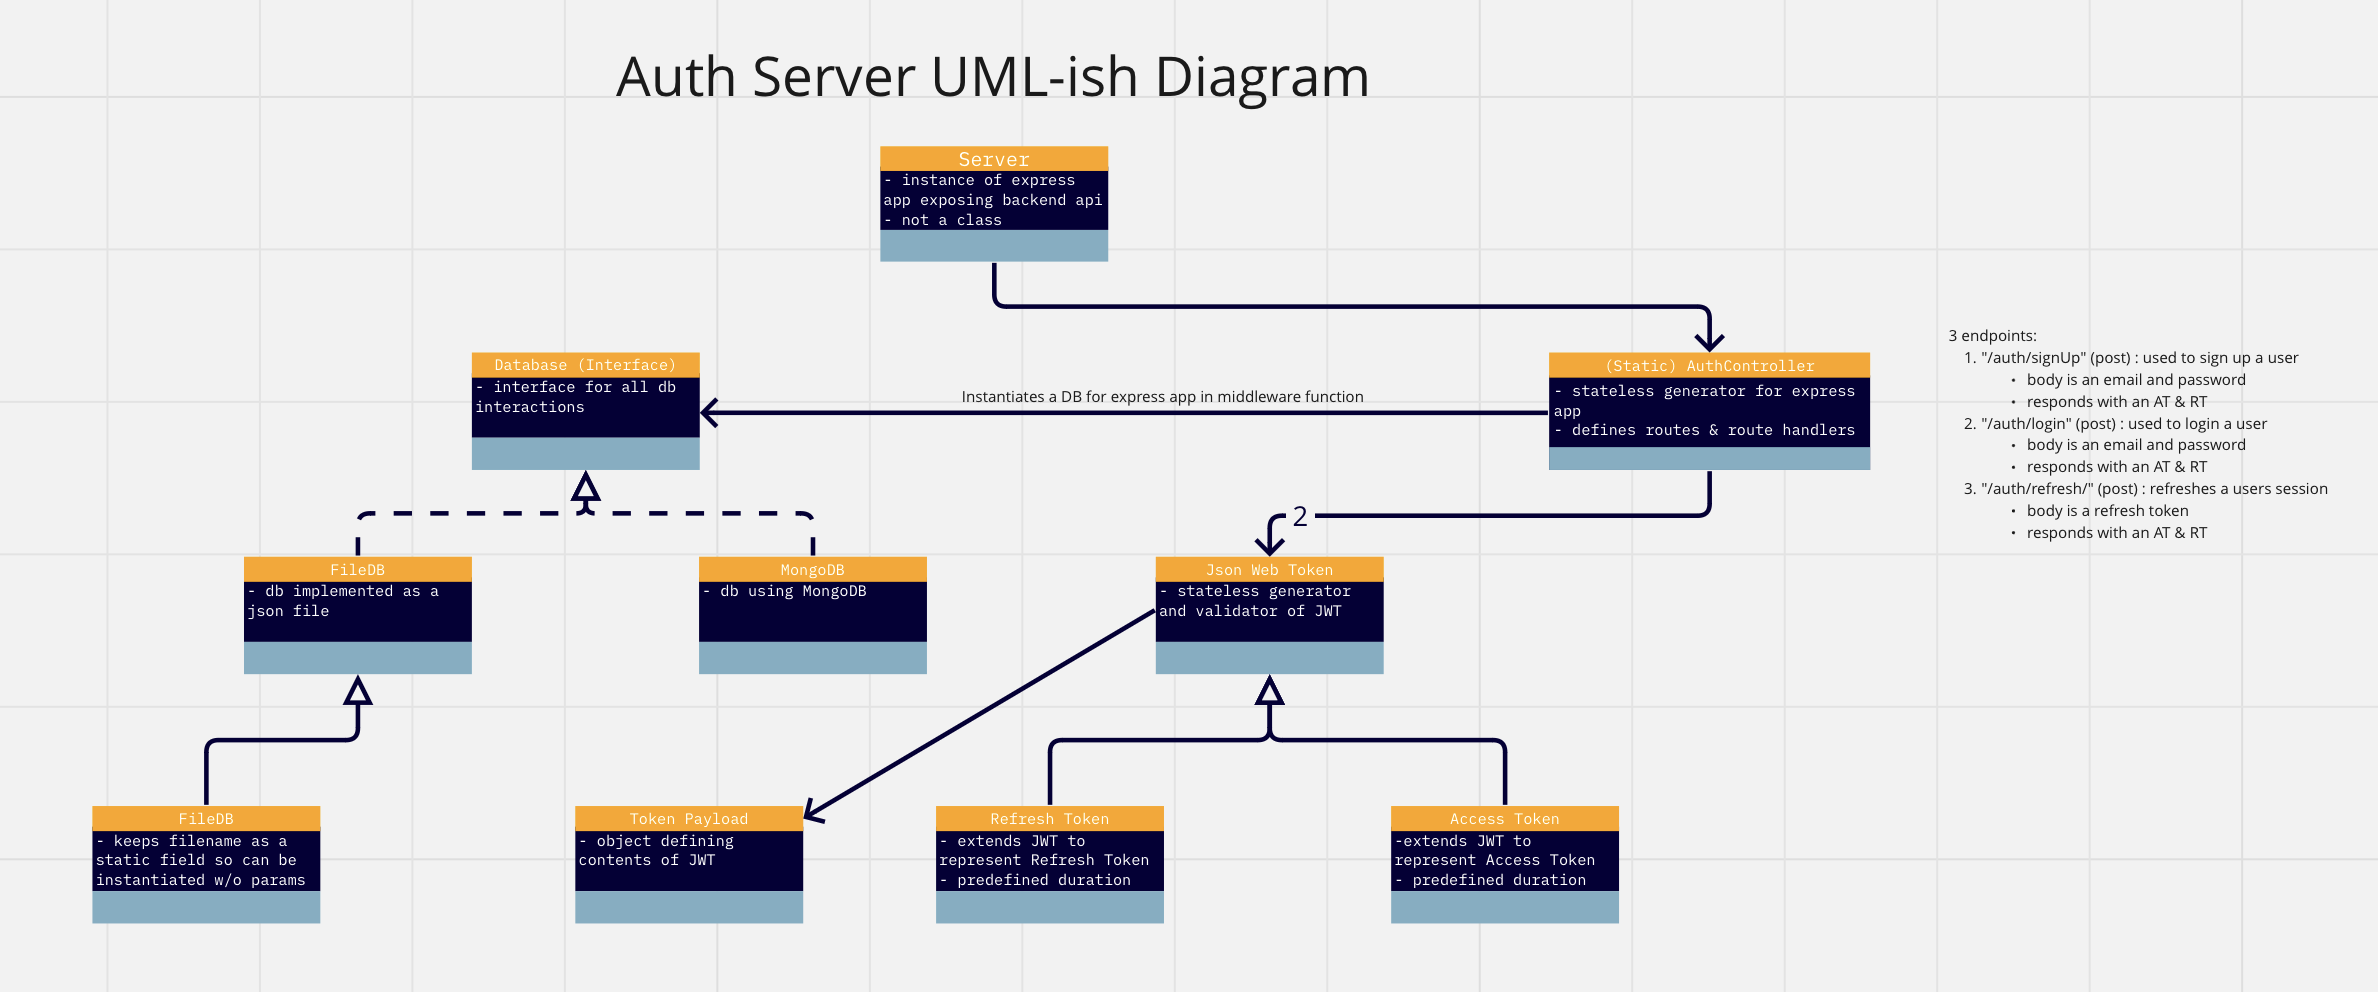 Auth Server UML-ish Diagram
Server
- instance of express
app exposing backend api
- not a class
Database (Interface)
- interface for all db
interactions
Instantiates a DB for express app in middleware function
(Static) AuthController
- stateless generator for express
app
- defines routes & route handlers
3 endpoints:
1. "/auth/signUp" (post) : used to sign up a user
• body is an email and password
• responds with an AT & RT
2. "/auth/login" (post) : used to login a user
• body is an email and password
• responds with an AT & RT
3. "/auth/refresh/" (post) : refreshes a users session
• body is a refresh token
• responds with an AT & RT
2
FileDB
- db implemented as a
json file
MongoDB
- db using MongoDB
Json Web Token
- stateless generator
and validator of JWT
FileDB
- keeps filename as a
static field so can be
instantiated w/o params
Token Payload
- object defining
contents of JWT
Refresh Token
- extends JWT to
represent Refresh Token
- predefined duration
Access Token
-extends JWT to
represent Access Token
- predefined duration